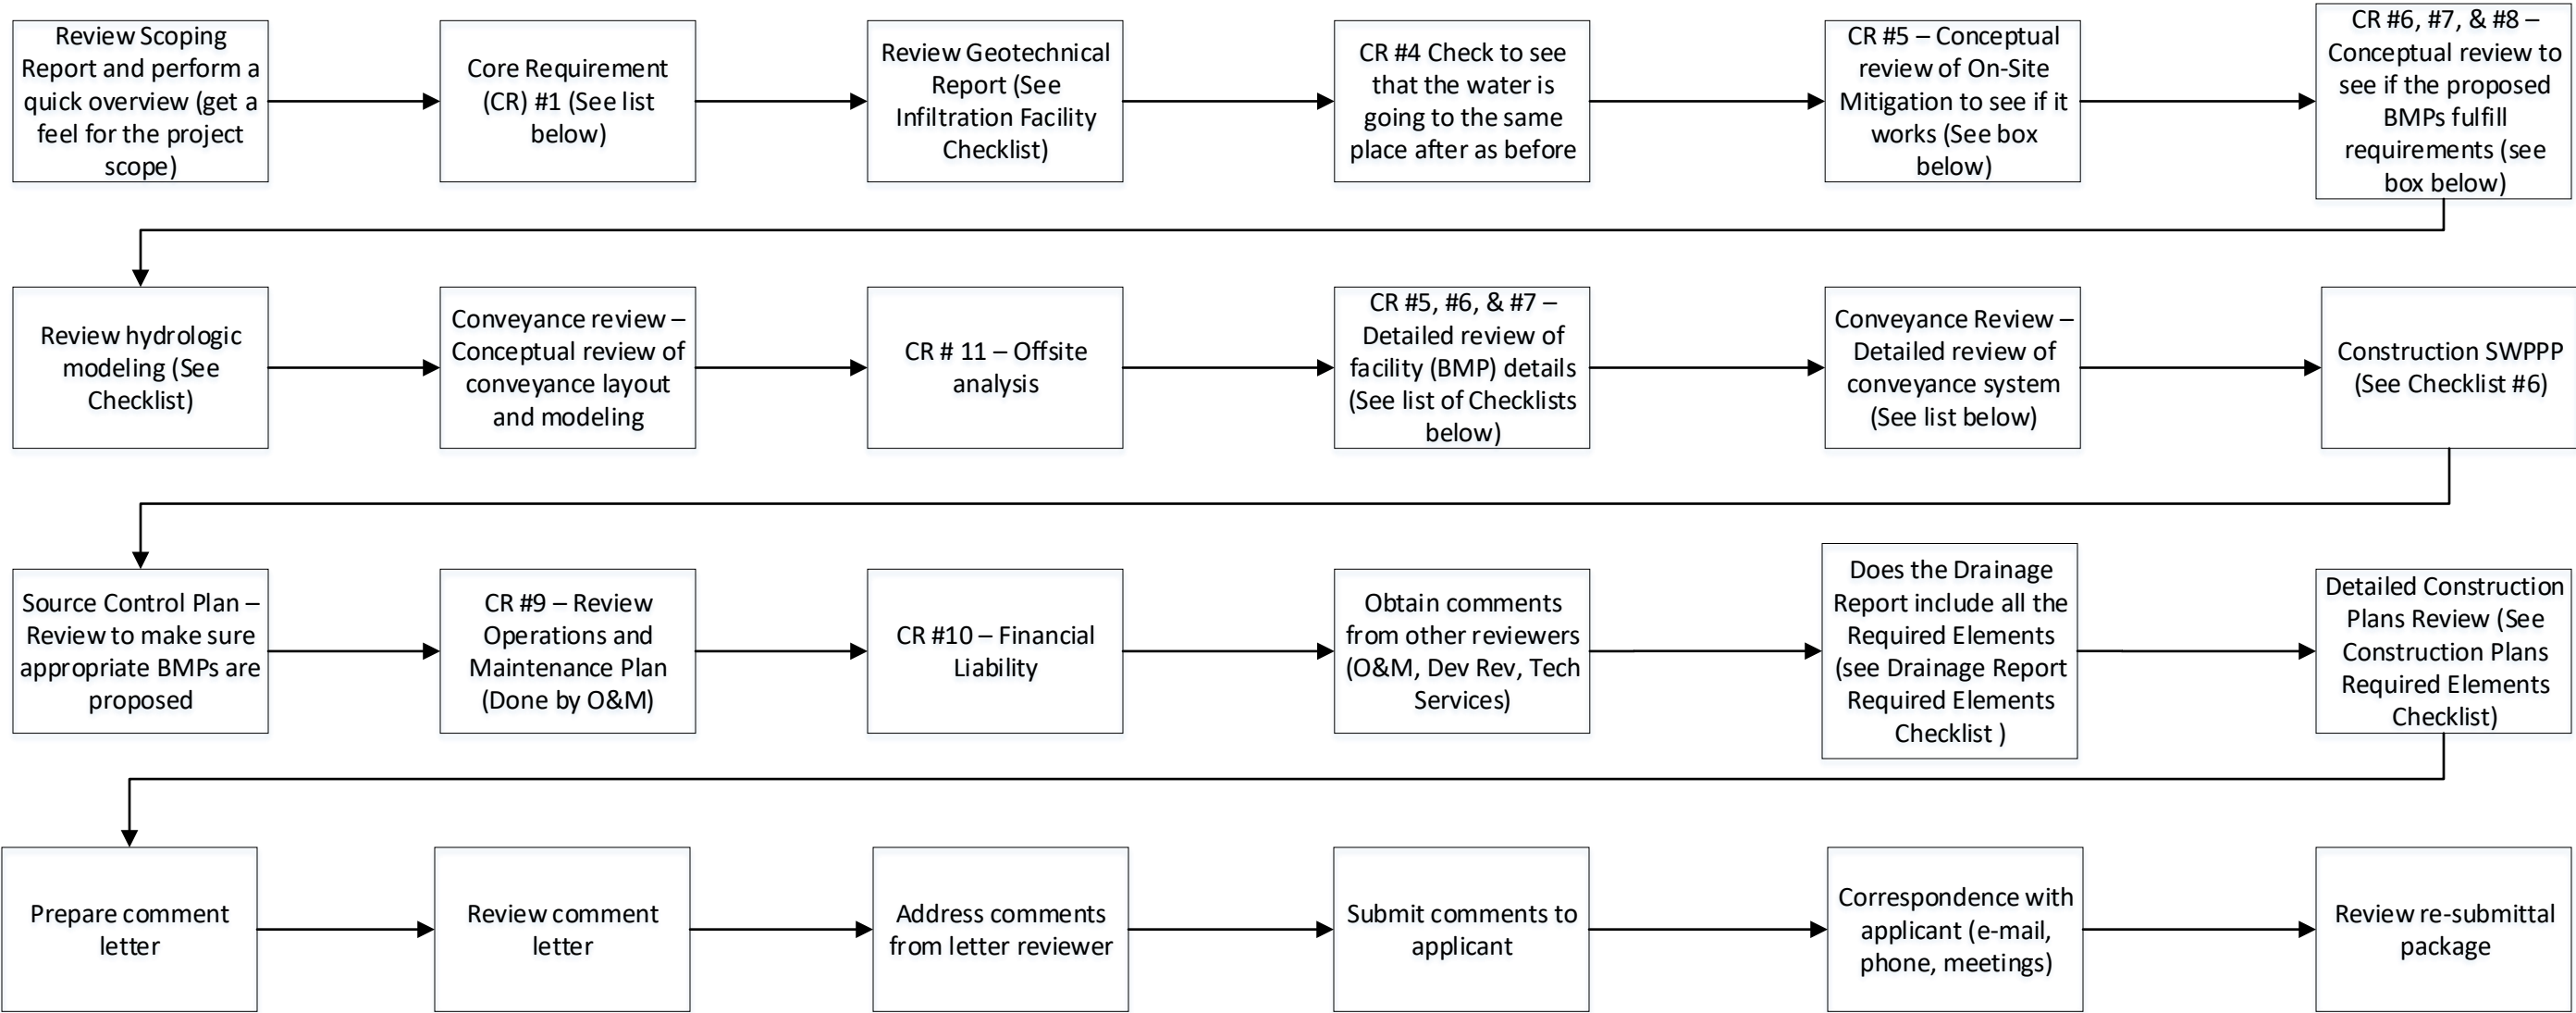 Review Scoping
Report and perform a
quick overview (get a
feel for the project
scope)
Core Requirement
(CR) #1 (See list
below)
Review Geotechnical
Report (See
Infiltration Facility
Checklist)
CR #4 Check to see
that the water is
going to the same
place after as before
CR #5 – Conceptual
review of On-Site
Mitigation to see if it
works (See box
below)
CR #6, #7, & #8 –
Conceptual review to
see if the proposed
BMPs fulfill
requirements (see
box below)
Review hydrologic
modeling (See
Checklist)
Conveyance review –
Conceptual review of
conveyance layout
and modeling
CR # 11 – Offsite
analysis
CR #5, #6, & #7 –
Detailed review of
facility (BMP) details
(See list of Checklists
below)
Conveyance Review –
Detailed review of
conveyance system
(See list below)
Construction SWPPP
(See Checklist #6)
Source Control Plan –
Review to make sure
appropriate BMPs are
proposed
CR #9 – Review
Operations and
Maintenance Plan
(Done by O&M)
CR #10 – Financial
Liability
Obtain comments
from other reviewers
(O&M, Dev Rev, Tech
Services)
Does the Drainage
Report include all the
Required Elements
(see Drainage Report
Required Elements
Checklist )
Detailed Construction
Plans Review (See
Construction Plans
Required Elements
Checklist)
Prepare comment
letter
Review comment
letter
Address comments
from letter reviewer
Submit comments to
applicant
Correspondence with
applicant (e-mail,
phone, meetings)
Review re-submittal
package